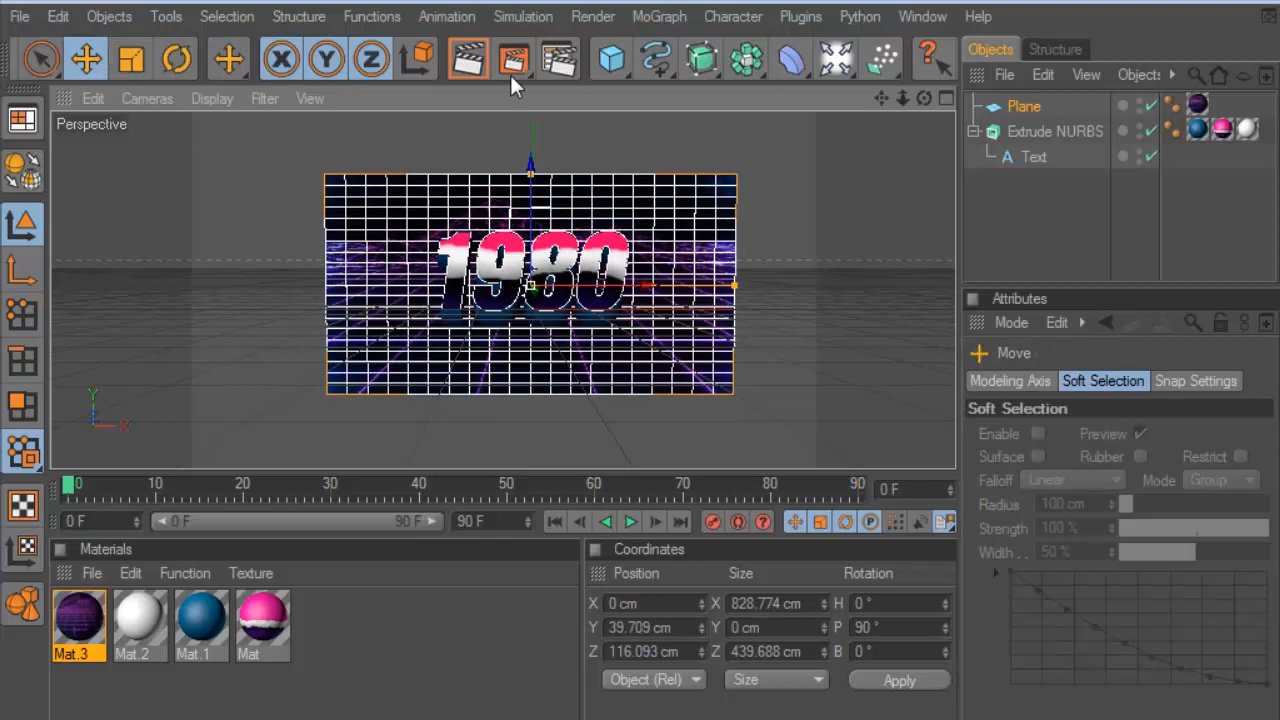 File Edit Objects Tools Selection Structure Functions Animation Simulation Render MoGraph Character Plugins Python Window Help
X Y Z ?
Objects Structure
File Edit View Objects
Edit Cameras Display Filter View
Perspective
Plane
Extrude NURBS
A Text
1980
Y
X
Attributes
Mode Edit
Move
Modeling Axis Soft Selection Snap Settings
Soft Selection
Enable Preview
Surface Rubber Restrict
Falloff Linear Mode Group
Radius 100 cm
Strength 100 %
Width . . 50 %
0 10 20 30 40 50 60 70 80 90 0 F
0 F 0 F 90 F 90 F ? P
Materials
File Edit Function Texture
Mat.3 Mat.2 Mat.1 Mat
Coordinates
Position Size Rotation
X 0 cm X 828.774 cm H 0 °
Y 39.709 cm Y 0 cm P 90 °
Z 116.093 cm Z 439.688 cm B 0 °
Object (Rel) Size Apply